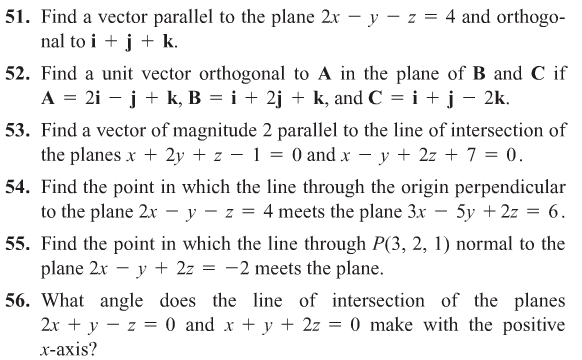 51. Find a vector parallel to the plane 2x − y − z = 4 and orthogo-
nal to i + j + k.
52. Find a unit vector orthogonal to A in the plane of B and C if
A = 2i − j + k, B = i + 2j + k, and C = i + j − 2k.
53. Find a vector of magnitude 2 parallel to the line of intersection of
the planes x + 2y + z − 1 = 0 and x − y + 2z + 7 = 0.
54. Find the point in which the line through the origin perpendicular
to the plane 2x − y − z = 4 meets the plane 3x − 5y + 2z = 6.
55. Find the point in which the line through P(3, 2, 1) normal to the
plane 2x − y + 2z = −2 meets the plane.
56. What angle does the line of intersection of the planes
2x + y − z = 0 and x + y + 2z = 0 make with the positive
x-axis?